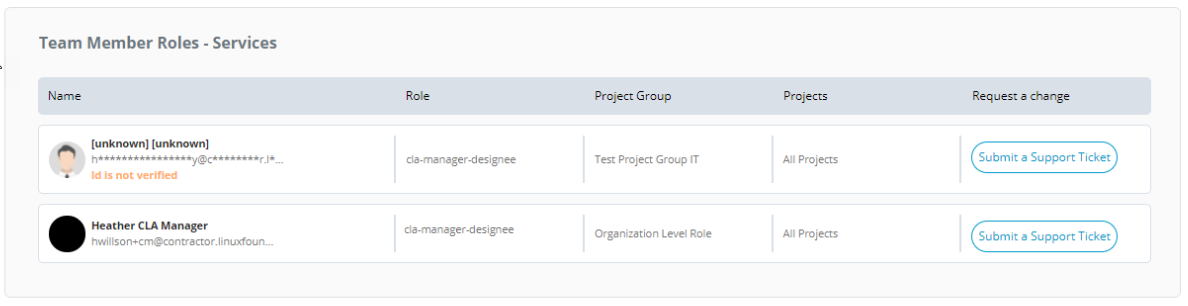 Team Member Roles - Services
Name Role Project Group Projects Request a change
[unknown] [unknown]
h****************y@c********r.l*...
Id is not verified
cla-manager-designee
Test Project Group IT
All Projects
Submit a Support Ticket
Heather CLA Manager
hwillson+cm@contractor.linuxfoun...
cla-manager-designee
Organization Level Role
All Projects
Submit a Support Ticket